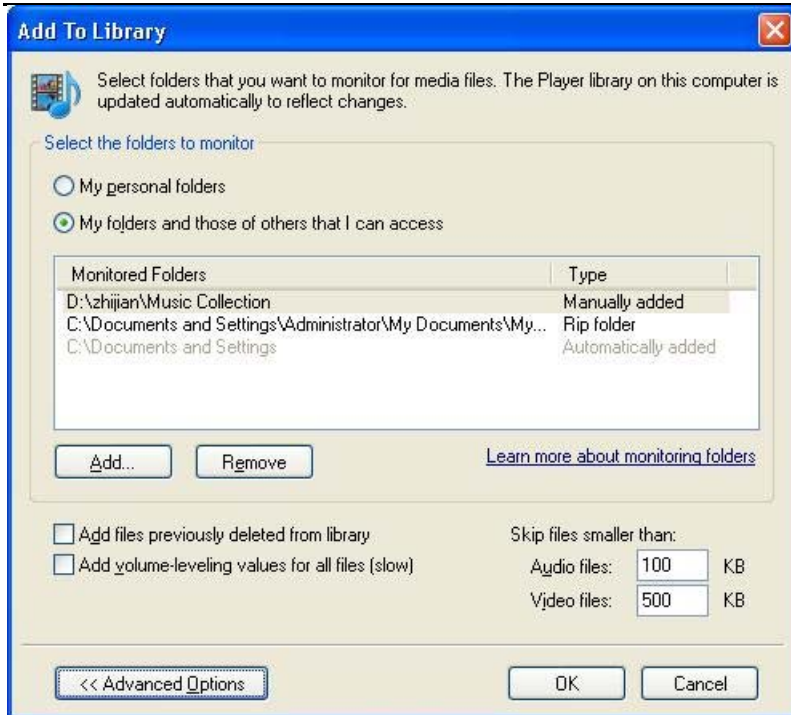 Add To Library
Select folders that you want to monitor for media files. The Player library on this computer is
updated automatically to reflect changes.
Select the folders to monitor
My personal folders
My folders and those of others that I can access
Monitored Folders Type
D:\zhijian\Music Collection Manually added
C:\Documents and Settings\Administrator\My Documents\My... Rip folder
C:\Documents and Settings Automatically added
Add... Remove Learn more about monitoring folders
Add files previously deleted from library Skip files smaller than:
Add volume-leveling values for all files (slow) Audio files: 100 KB
Video files: 500 KB
<< Advanced Options OK Cancel